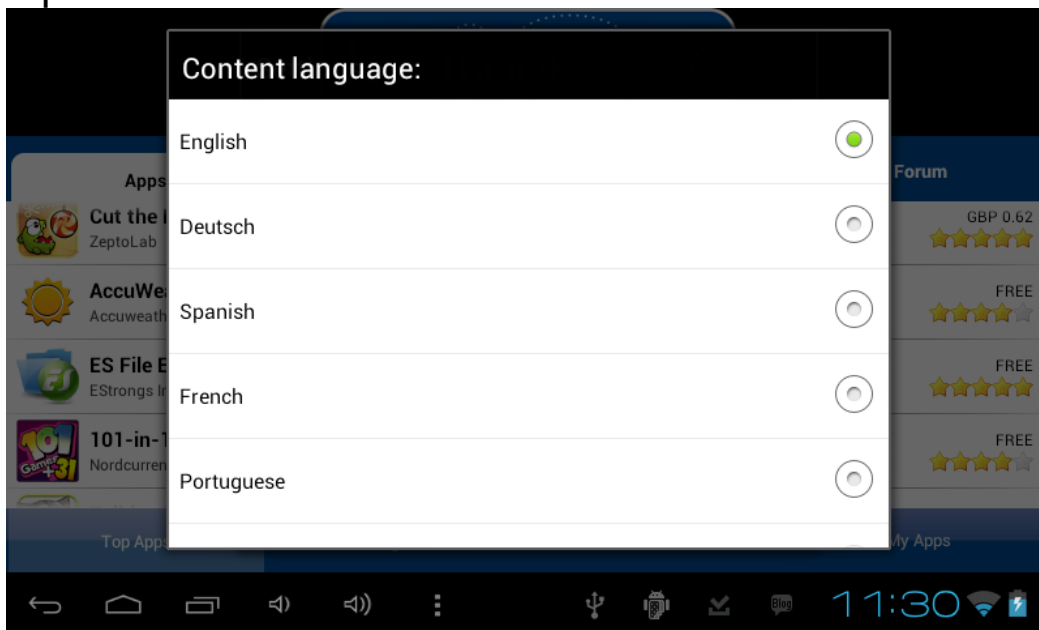 Content language:
English
Deutsch
Spanish
French
Portuguese
Apps
Forum
Cut the
ZeptoLab
GBP 0.62
AccuWe
Accuweath
FREE
ES File E
EStrongs In
FREE
101-in-1
Nordcurren
FREE
Top Apps
My Apps
Blog
11:30